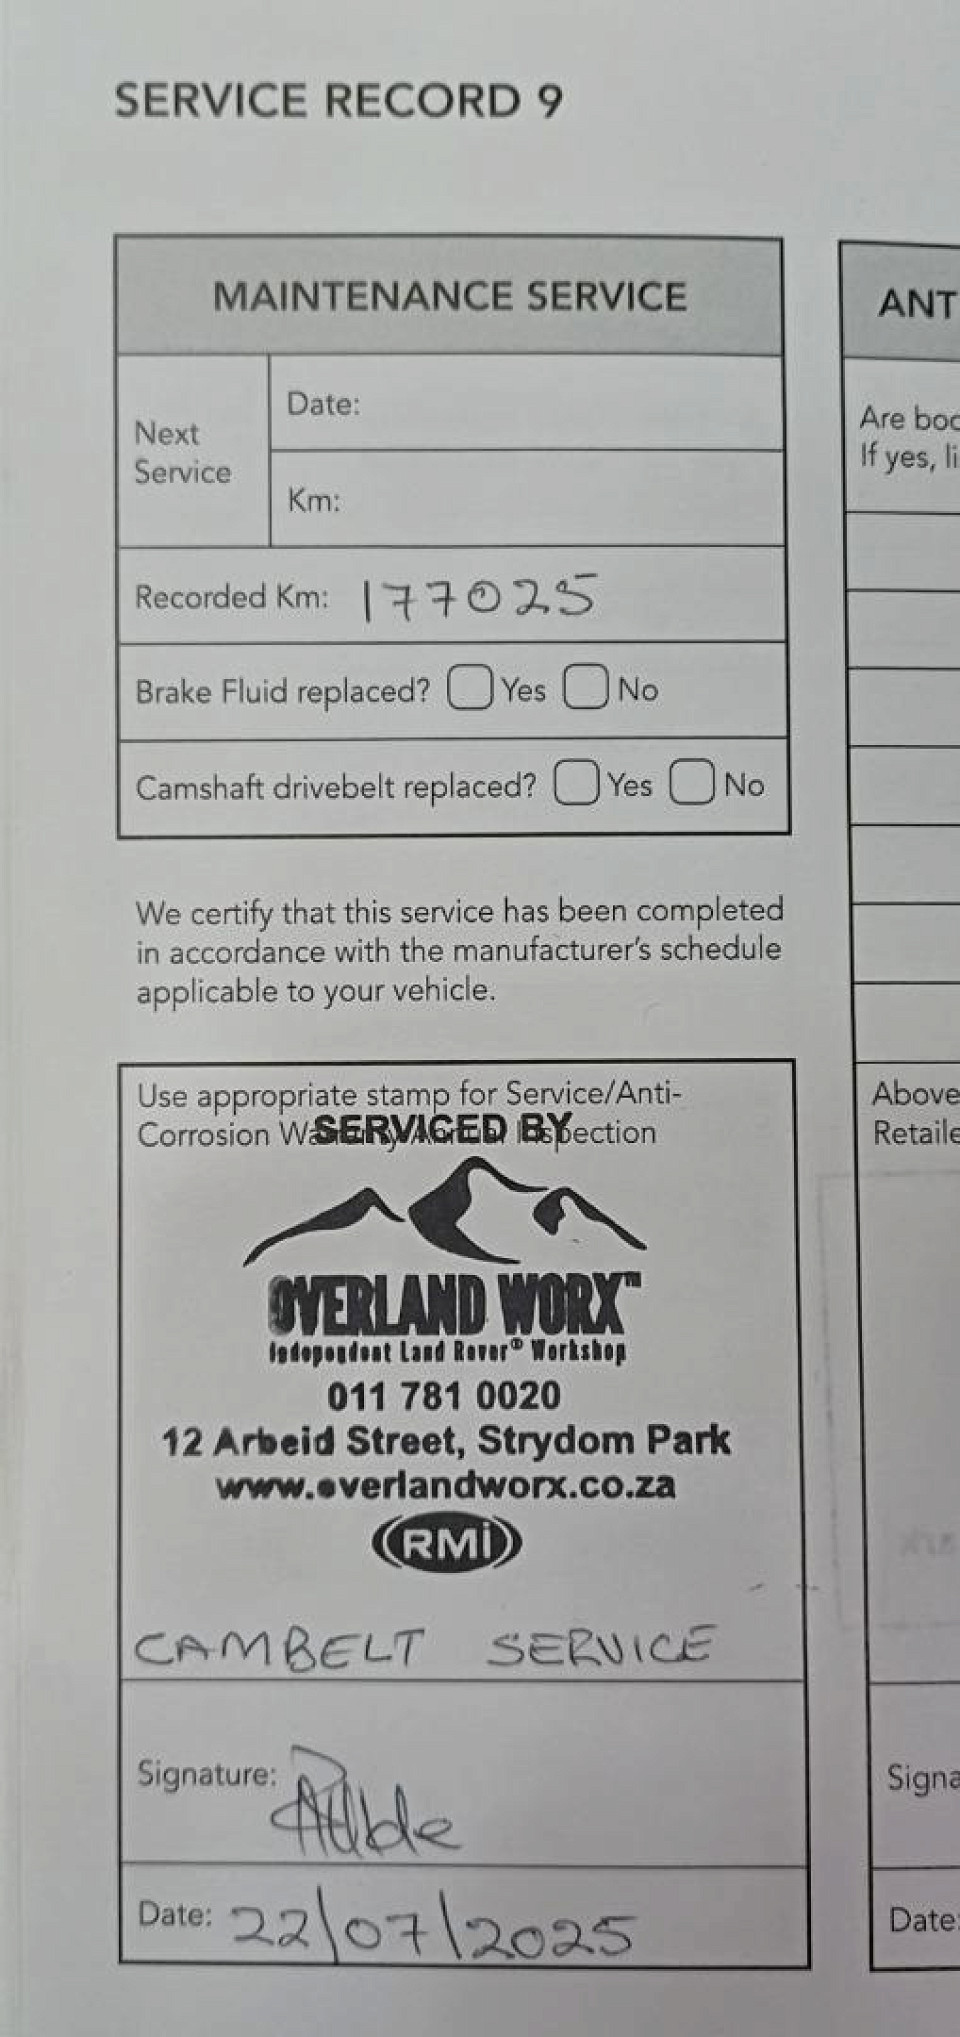 SERVICE RECORD 9
MAINTENANCE SERVICE
Next
Service
Date:
Km:
Recorded Km: 177025
Brake Fluid replaced? Yes No
Camshaft drivebelt replaced? Yes No
We certify that this service has been completed
in accordance with the manufacturer's schedule
applicable to your vehicle.
Use appropriate stamp for Service/Anti-
Corrosion Inspection
SERVICED BY
OVERLAND WORX™
Independent Land Rover® Workshop
011 781 0020
12 Arbeid Street, Strydom Park
www.overlandworx.co.za
RMi
CAMBELT SERVICE
Signature:
Date: 22/07/2025
ANT
Are
If yes, li
Above
Retaile
Signa
Date: